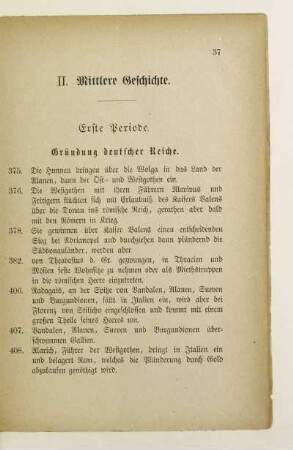 37
II. Mittlere Geschichte.
Erste Periode.
Gründung deutscher Reiche.
375. Die Hunnen dringen über die Wolga in das Land der
Alanen, dann der Ost- und Westgothen ein.
376. Die Westgothen mit ihren Führern Alavivus und
Fritigern flüchten sich mit Erlaubniß des Kaisers Valens
über die Donau ins römische Reich, gerathen aber bald
mit den Römern in Krieg.
378. Sie gewinnen über Kaiser Valens einen entscheidenden
Sieg bei Adrianopel und durchziehen dann plündernd die
Südd­onauländer, werden aber
382. von Theodosius d. Gr. gezwungen, in Thracien und
Mösien feste Wohnsitze zu nehmen oder als Miethstruppen in
die römischen Heere einzutreten.
406. Radagais, an der Spitze von Vandalen, Alanen, Sueven
und Burgundionen, fällt in Italien ein, wird aber bei
Florenz von Stilicho eingeschlossen und kommt mit einem
großen Theile seines Heeres um.
407. Vandalen, Alanen, Sueven und Burgundionen über-
schwemmen Gallien.
408. Alarich, Führer der Westgothen, dringt in Italien ein
und belagert Rom, welches die Plünderung durch Gold
abzukaufen genöthigt wird.